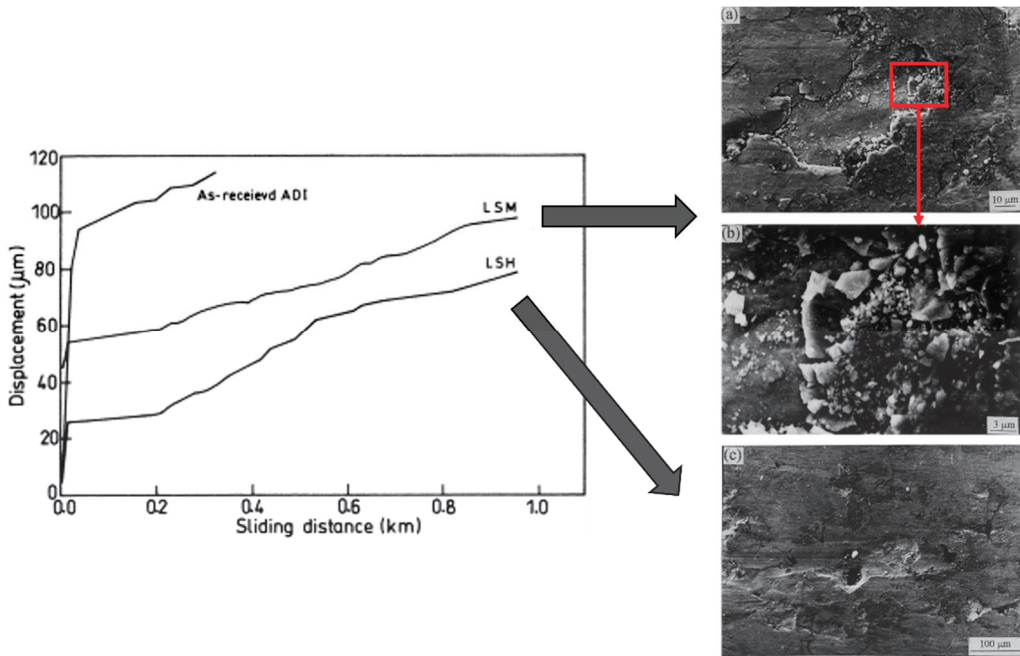 120
100
80
60
40
20
0
0.0
0.2
0.4
0.6
0.8
1.0
Displacement (μm)
Sliding distance (km)
As-receievd ADI
LSM
LSH
(a)
10 μm
(b)
3 μm
(c)
100 μm